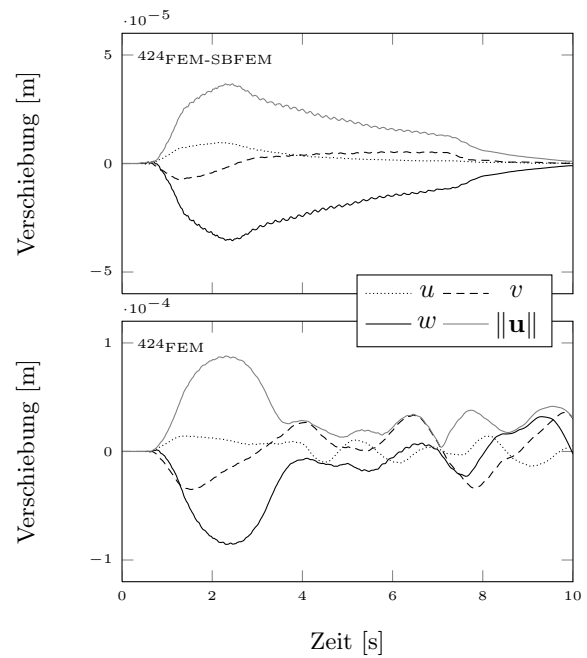 ·10⁻⁵
5
424FEM-SBFEM
0
−5
Verschiebung [m]
u v
w ‖u‖
·10⁻⁴
1
424FEM
0
−1
Verschiebung [m]
0 2 4 6 8 10
Zeit [s]